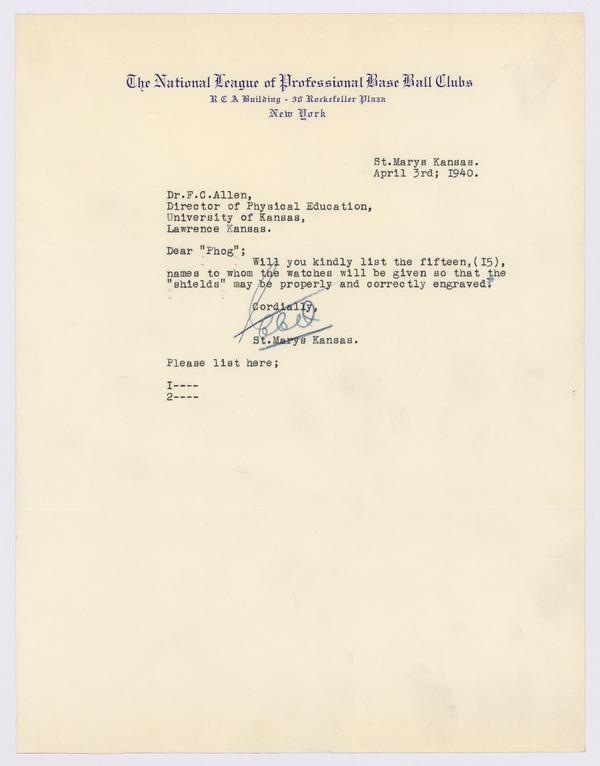 The National League of Professional Base Ball Clubs
R C A Building - 30 Rockefeller Plaza
New York
St.Marys Kansas.
April 3rd; I940.
Dr.F.C.Allen,
Director of Physical Education,
University of Kansas,
Lawrence Kansas.
Dear "Phog";
Will you kindly list the fifteen,(I5),
names to whom the watches will be given so that the
"shields" may be properly and correctly engraved.
Cordially,
St.Marys Kansas.
Please list here;
I----
2----